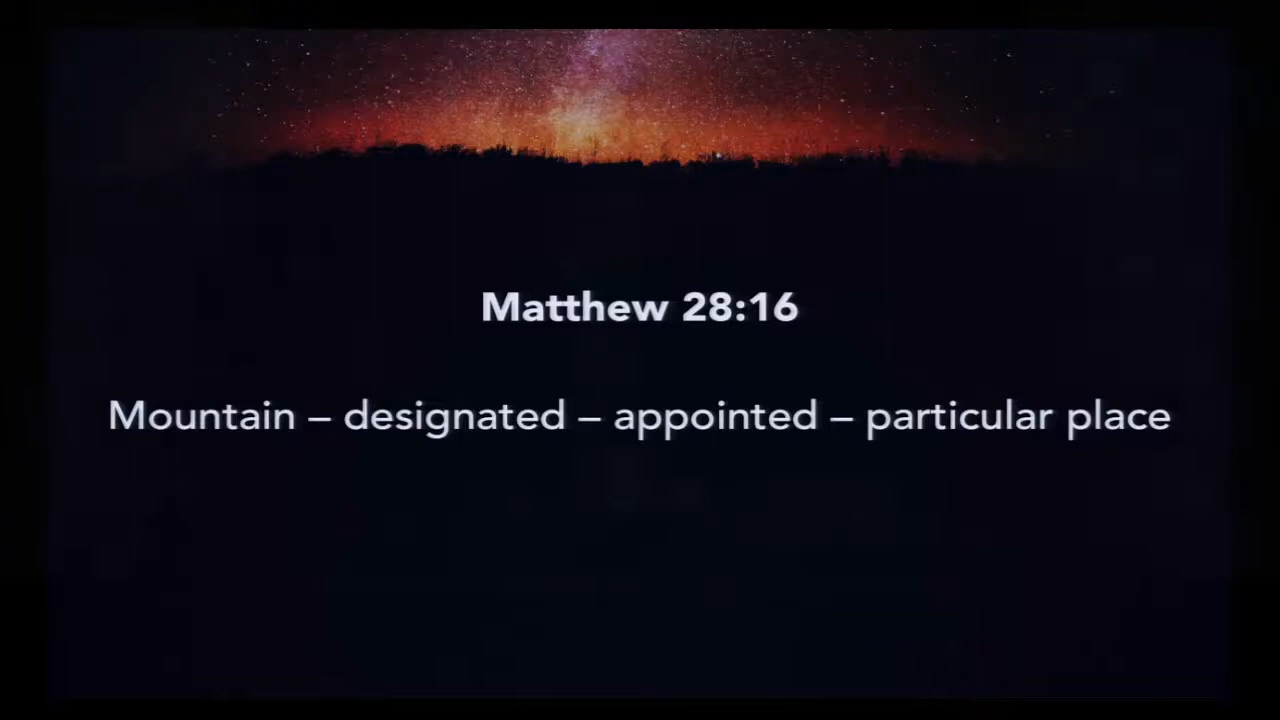 Matthew 28:16
Mountain – designated – appointed – particular place